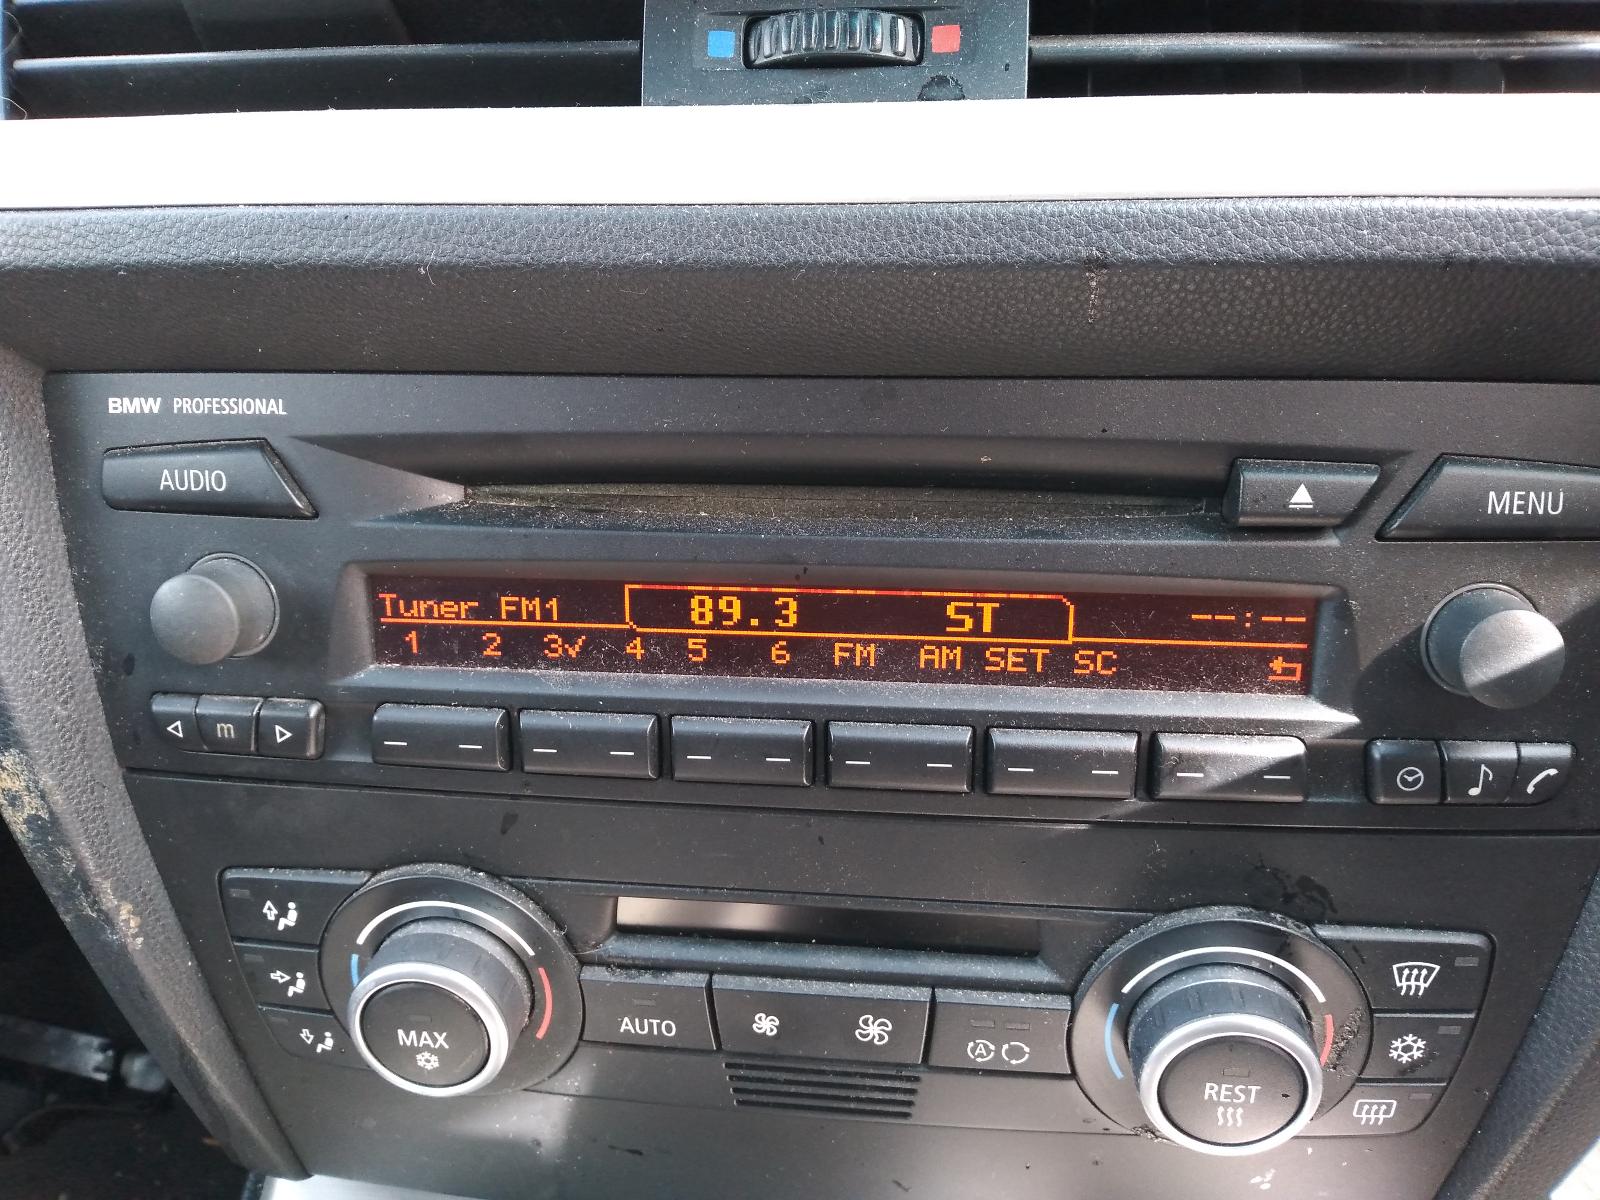 BMW PROFESSIONAL
AUDIO
MENU
Tuner FM1 89.3 ST --:--
1 2 3✓ 4 5 6 FM AM SET SC
m
MAX
AUTO
A
REST